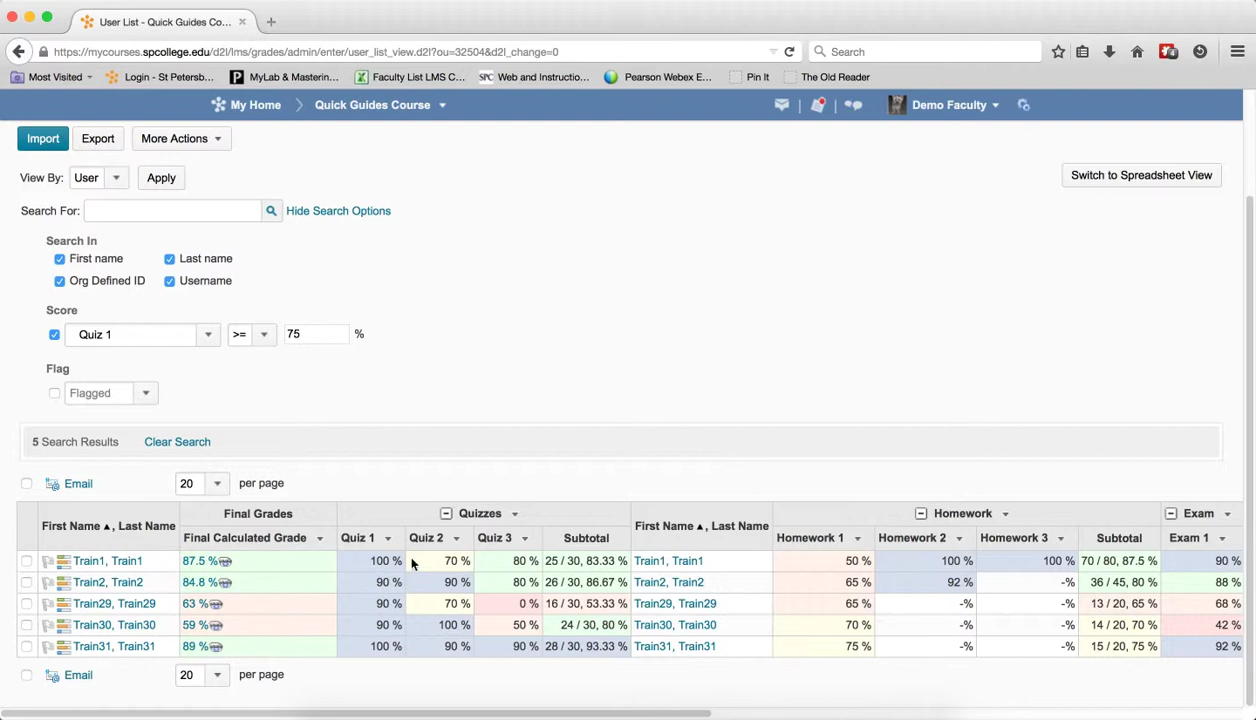 User List - Quick Guides Co...
https://mycourses.spcollege.edu/d2l/lms/grades/admin/enter/user_list_view.d2l?ou=32504&d2l_change=0
Search
Most Visited
Login - St Petersb...
MyLab & Mastering...
Faculty List LMS C...
SPC Web and Instructio...
Pearson Webex E...
Pin It
The Old Reader
My Home
Quick Guides Course
Demo Faculty
Import
Export
More Actions
View By: User Apply
Switch to Spreadsheet View
Search For:
Hide Search Options
Search In
First name Last name
Org Defined ID Username
Score
Quiz 1 >= 75 %
Flag
Flagged
5 Search Results Clear Search
Email 20 per page
Final Grades Quizzes Homework Exam
First Name, Last Name Final Calculated Grade Quiz 1 Quiz 2 Quiz 3 Subtotal First Name, Last Name Homework 1 Homework 2 Homework 3 Subtotal Exam 1
Train1, Train1 87.5 % 100 % 70 % 80 % 25 / 30, 83.33 % Train1, Train1 50 % 100 % 100 % 70 / 80, 87.5 % 90 %
Train2, Train2 84.8 % 90 % 90 % 80 % 26 / 30, 86.67 % Train2, Train2 65 % 92 % -% 36 / 45, 80 % 88 %
Train29, Train29 63 % 90 % 70 % 0 % 16 / 30, 53.33 % Train29, Train29 65 % -% -% 13 / 20, 65 % 68 %
Train30, Train30 59 % 90 % 100 % 50 % 24 / 30, 80 % Train30, Train30 70 % -% -% 14 / 20, 70 % 42 %
Train31, Train31 89 % 100 % 90 % 90 % 28 / 30, 93.33 % Train31, Train31 75 % -% -% 15 / 20, 75 % 92 %
Email 20 per page